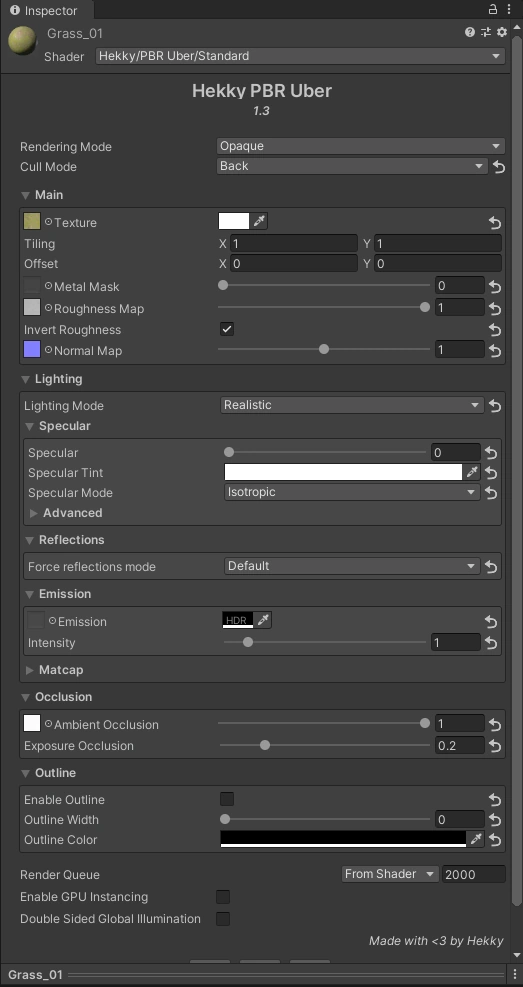 Inspector
Grass_01
Shader Hekky/PBR Uber/Standard
Hekky PBR Uber
1.3
Rendering Mode Opaque
Cull Mode Back
Main
Texture
Tiling X 1 Y 1
Offset X 0 Y 0
Metal Mask 0
Roughness Map 1
Invert Roughness
Normal Map 1
Lighting
Lighting Mode Realistic
Specular
Specular 0
Specular Tint
Specular Mode Isotropic
Advanced
Reflections
Force reflections mode Default
Emission
Emission HDR
Intensity 1
Matcap
Occlusion
Ambient Occlusion 1
Exposure Occlusion 0.2
Outline
Enable Outline
Outline Width 0
Outline Color
Render Queue From Shader 2000
Enable GPU Instancing
Double Sided Global Illumination
Made with <3 by Hekky
Grass_01